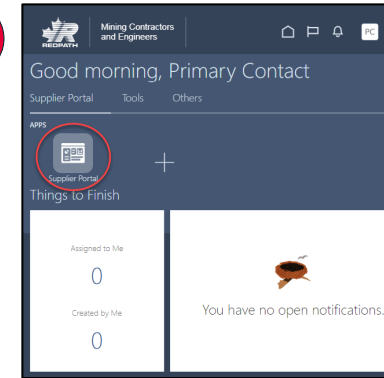 REDPATH
Mining Contractors
and Engineers
PC
Good morning, Primary Contact
Supplier Portal Tools Others
APPS
Supplier Portal
Things to Finish
Assigned to Me
0
Created by Me
0
You have no open notifications.